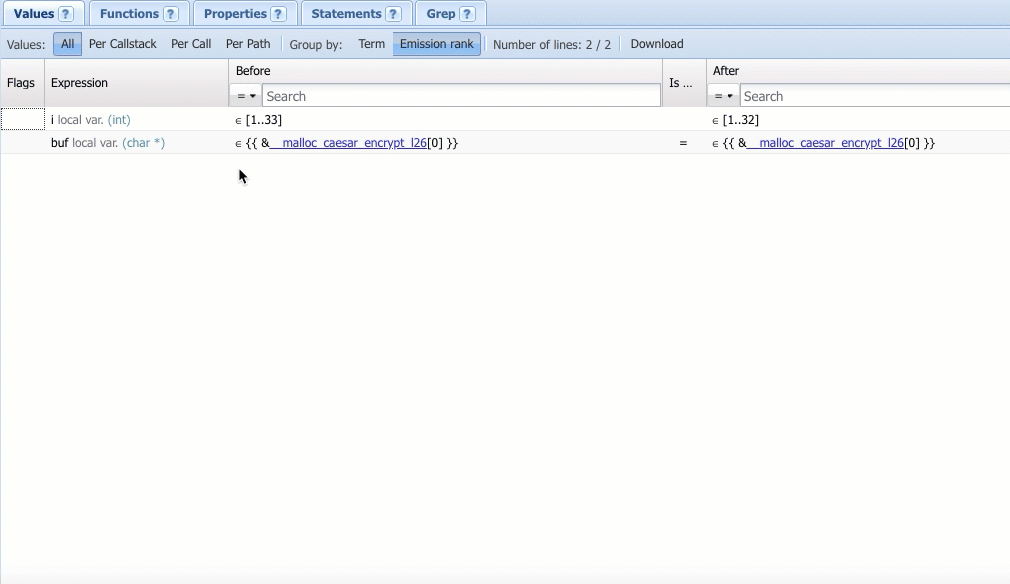 Values ? Functions ? Properties ? Statements ? Grep ?
Values: All Per Callstack Per Call Per Path Group by: Term Emission rank Number of lines: 2 / 2 Download
Flags Expression Before Is ... After
= Search = Search
i local var. (int) ∈ [1..33] ∈ [1..32]
buf local var. (char *) ∈ {{ &__malloc_caesar_encrypt_l26[0] }} = ∈ {{ &__malloc_caesar_encrypt_l26[0] }}